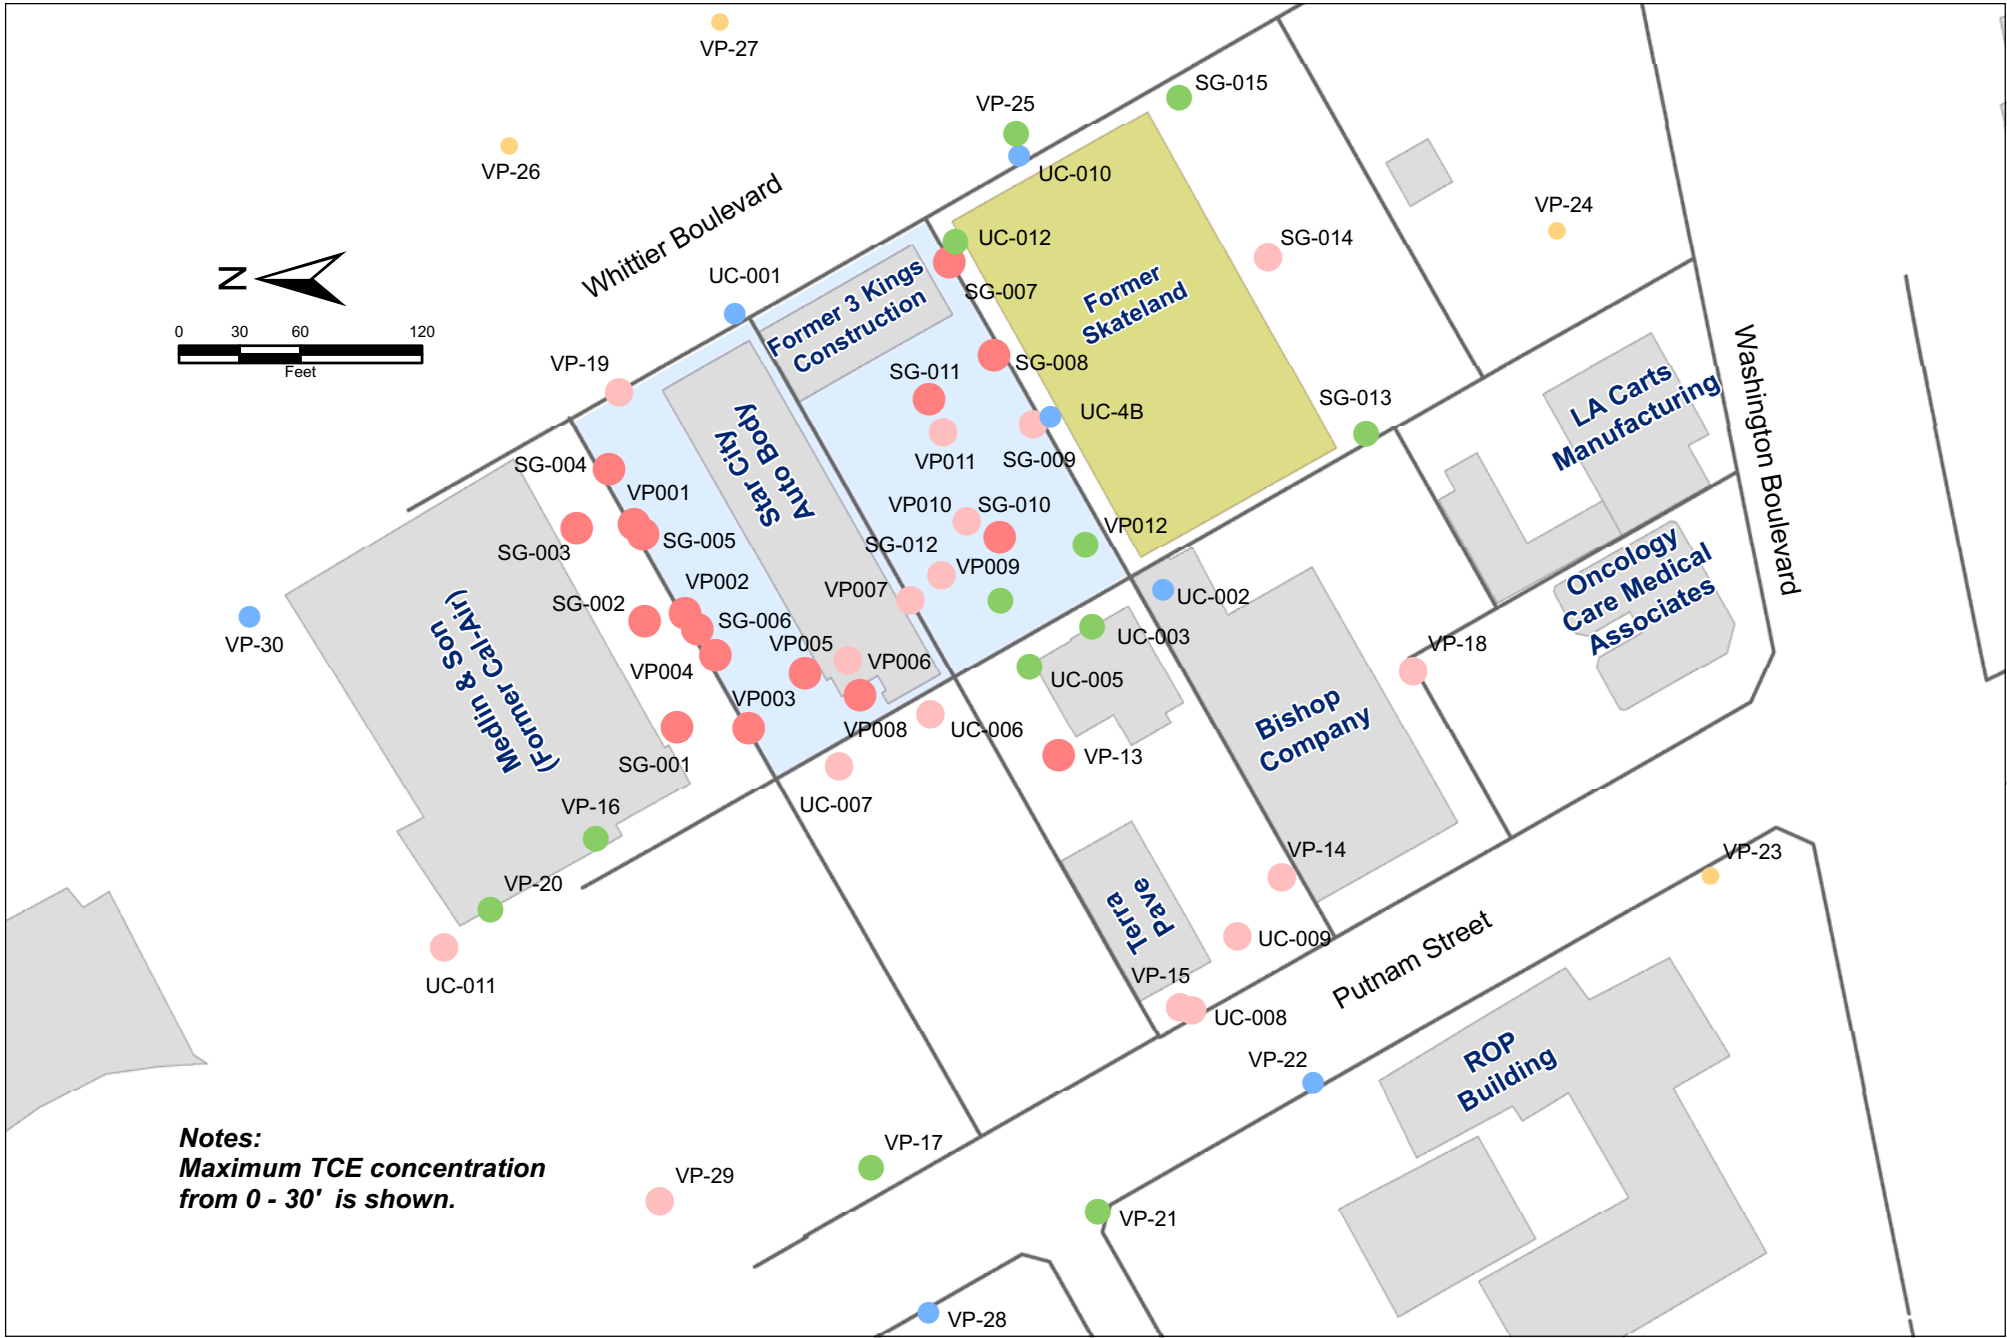 VP-27
SG-015
VP-25
VP-26
UC-010
Whittier Boulevard
VP-24
UC-012
SG-014
N
UC-001
SG-007
Former 3 Kings
Construction
Former
Skateland
0 30 60 120
Feet
VP-19
SG-011
SG-008
Washington Boulevard
LA Carts
Manufacturing
SG-013
UC-4B
Star City
Auto Body
SG-004
VP011
SG-009
VP001
VP010
SG-010
VP012
SG-003
SG-005
SG-012
VP009
Oncology
Care Medical
Associates
VP002
VP007
UC-002
SG-002
SG-006
VP-30
Medlin & Son
(Former Cal-Air)
VP005
UC-003
VP-18
VP004
VP006
UC-005
VP003
VP008
UC-006
Bishop
Company
SG-001
VP-13
VP-16
UC-007
VP-14
VP-23
VP-20
Terra
Pave
UC-009
Putnam Street
UC-011
VP-15
UC-008
VP-22
ROP
Building
Notes:
Maximum TCE concentration
from 0 - 30' is shown.
VP-17
VP-29
VP-21
VP-28